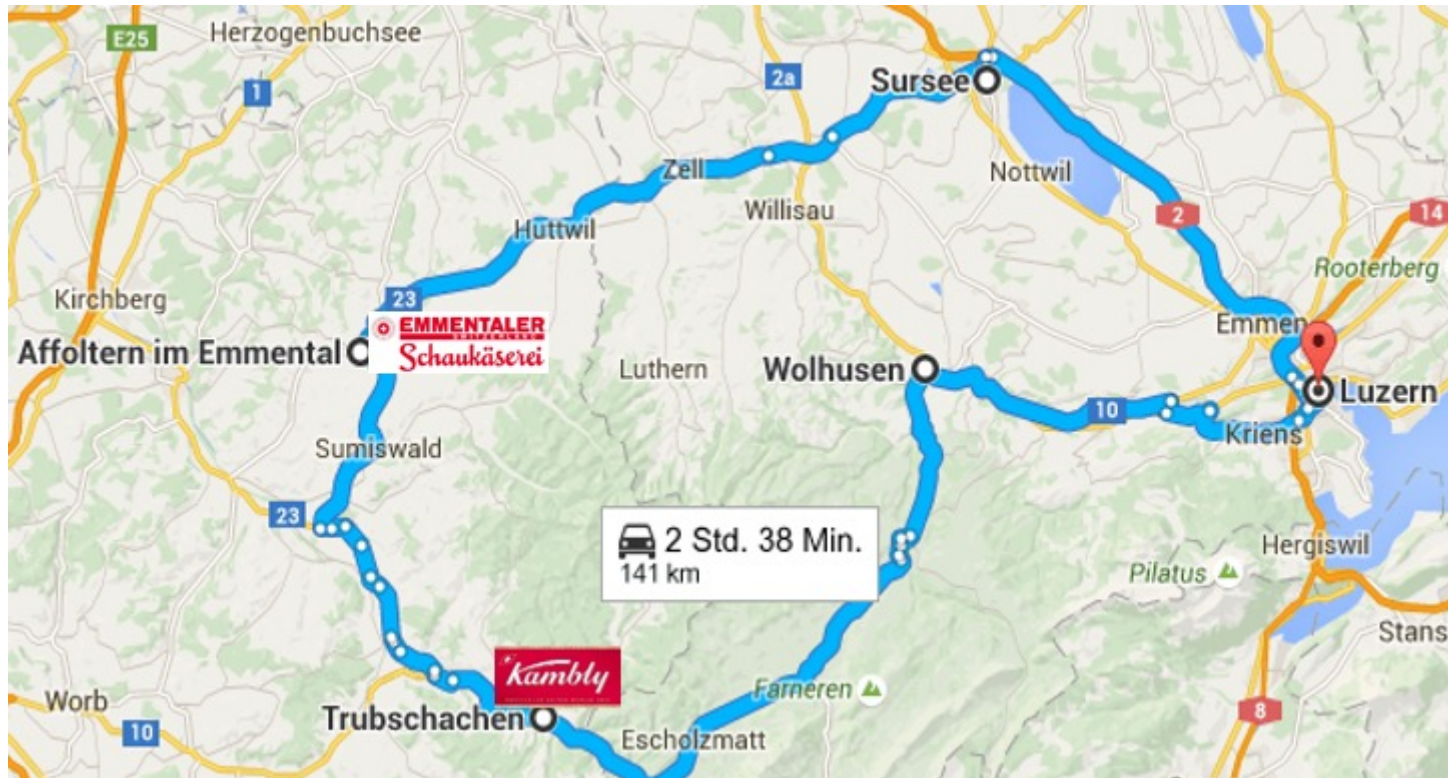 E25
Herzogenbuchsee
1
2a
Sursee
Zell
Nottwil
Willisau
2
14
Huttwil
Rooterberg
Kirchberg
23
EMMENTALER
SWITZERLAND
Schaukäserei
Emmen
Affoltern im Emmental
Luthern
Wolhusen
Luzern
10
Kriens
Sumiswald
23
2 Std. 38 Min.
141 km
Hergiswil
Pilatus
Stans
Kambly
Farneren
Worb
10
Trubschachen
Escholzmatt
8